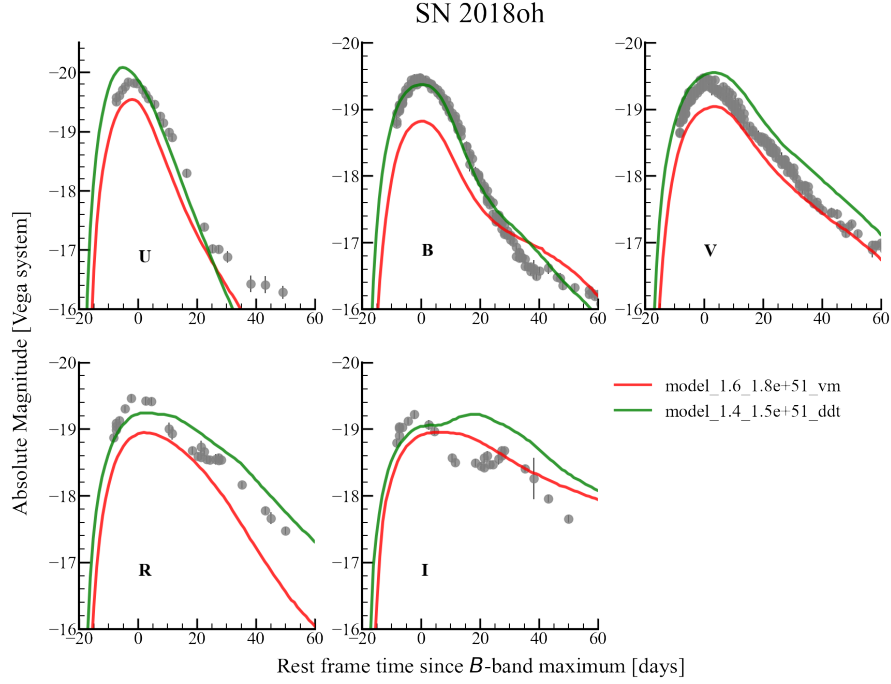 SN 2018oh
Absolute Magnitude [Vega system]
−20
−19
−18
−17
−16
−20 0 20 40 60
U
−20
−19
−18
−17
−16
−20 0 20 40 60
B
−20
−19
−18
−17
−16
−20 0 20 40 60
V
−20
−19
−18
−17
−16
−20 0 20 40 60
R
−20
−19
−18
−17
−16
−20 0 20 40 60
I
model_1.6_1.8e+51_vm
model_1.4_1.5e+51_ddt
Rest frame time since B-band maximum [days]